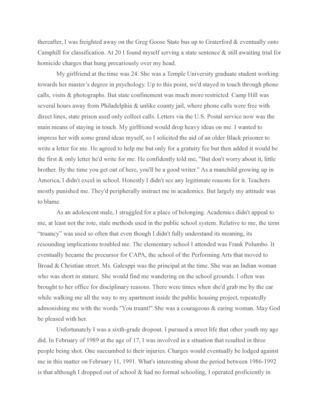 thereafter, I was freighted away on the Greg Goose State bus up to Graterford & eventually onto
Camphill for classification. At 20 I found myself serving a state sentence & still awaiting trial for
homicide charges that hung precariously over my head.
My girlfriend at the time was 24. She was a Temple University graduate student working
towards her master's degree in psychology. Up to this point, we'd stayed in touch through phone
calls, visits & photographs. But state confinement was much more restricted. Camp Hill was
several hours away from Philadelphia & unlike county jail, where phone calls were free with
direct lines, state prison used only collect calls. Letters via the U.S. Postal service now was the
main means of staying in touch. My girlfriend would drop heavy ideas on me. I wanted to
impress her with some grand ideas myself, so I solicited the aid of an older Black prisoner to
write a letter for me. He agreed to help me but only for a gratuity fee but then added it would be
the first & only letter he'd write for me. He confidently told me, "But don't worry about it, little
brother. By the time you get out of here, you'll be a good writer." As a manchild growing up in
America, I didn't excel in school. Honestly I didn't see any legitimate reasons for it. Teachers
mostly punished me. They'd peripherally instruct me in academics. But largely my attitude was
to blame.
As an adolescent male, I struggled for a place of belonging. Academics didn't appeal to
me, at least not the rote, stale methods used in the public school system. Relative to me, the term
"truancy" was used so often that even though I didn't fully understand its meaning, its
resounding implications troubled me. The elementary school I attended was Frank Palumbo. It
eventually became the precursor for CAPA, the school of the Performing Arts that moved to
Broad & Christian street. Ms. Galeuppi was the principal at the time. She was an Indian woman
who was short in stature. She would find me wandering on the school grounds. I often was
brought to her office for disciplinary reasons. There were times when she'd grab me by the ear
while walking me all the way to my apartment inside the public housing project, repeatedly
admonishing me with the words "You truant!" She was a courageous & caring woman. May God
be pleased with her.
Unfortunately I was a sixth-grade dropout. I pursued a street life that other youth my age
did. In February of 1989 at the age of 17, I was involved in a situation that resulted in three
people being shot. One succumbed to their injuries. Charges would eventually be lodged against
me in this matter on February 11, 1991. What's interesting about the period between 1986-1992
is that although I dropped out of school & had no formal schooling, I operated proficiently in